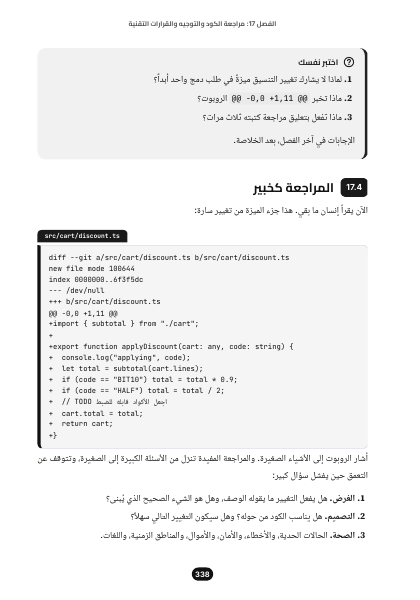 الفصل 17: مراجعة الكود والتوجيه والقرارات التقنية
اختبر نفسك
1. لماذا لا يشارك تغيير التنسيق ميزةً في طلب دمج واحد أبداً؟
2. ماذا تخبر @@ -0,0 +1,11 @@ الروبوت؟
3. ماذا تفعل بتعليق مراجعة كتبته ثلاث مرات؟
الإجابات في آخر الفصل، بعد الخلاصة.
17.4 المراجعة كخبير
الآن يقرأ إنسان ما بقي. هذا جزء الميزة من تغيير سارة:
src/cart/discount.ts
diff --git a/src/cart/discount.ts b/src/cart/discount.ts
new file mode 100644
index 0000000..6f3f5dc
--- /dev/null
+++ b/src/cart/discount.ts
@@ -0,0 +1,11 @@
+import { subtotal } from "./cart";
+
+export function applyDiscount(cart: any, code: string) {
+  console.log("applying", code);
+  let total = subtotal(cart.lines);
+  if (code == "BIT10") total = total * 0.9;
+  if (code == "HALF") total = total / 2;
+  // TODO اجعل الأكواد قابلة للضبط
+  cart.total = total;
+  return cart;
+}
أشار الروبوت إلى الأشياء الصغيرة. والمراجعة المفيدة تنزل من الأسئلة الكبيرة إلى الصغيرة، وتتوقف عن
التعمق حين يفشل سؤال كبير:
1. الغرض. هل يفعل التغيير ما يقوله الوصف، وهل هو الشيء الصحيح الذي يُبنى؟
2. التصميم. هل يناسب الكود من حوله؟ وهل سيكون التغيير التالي سهلاً؟
3. الصحة. الحالات الحدية، والأخطاء، والأمان، والأموال، والمناطق الزمنية، واللغات.
338